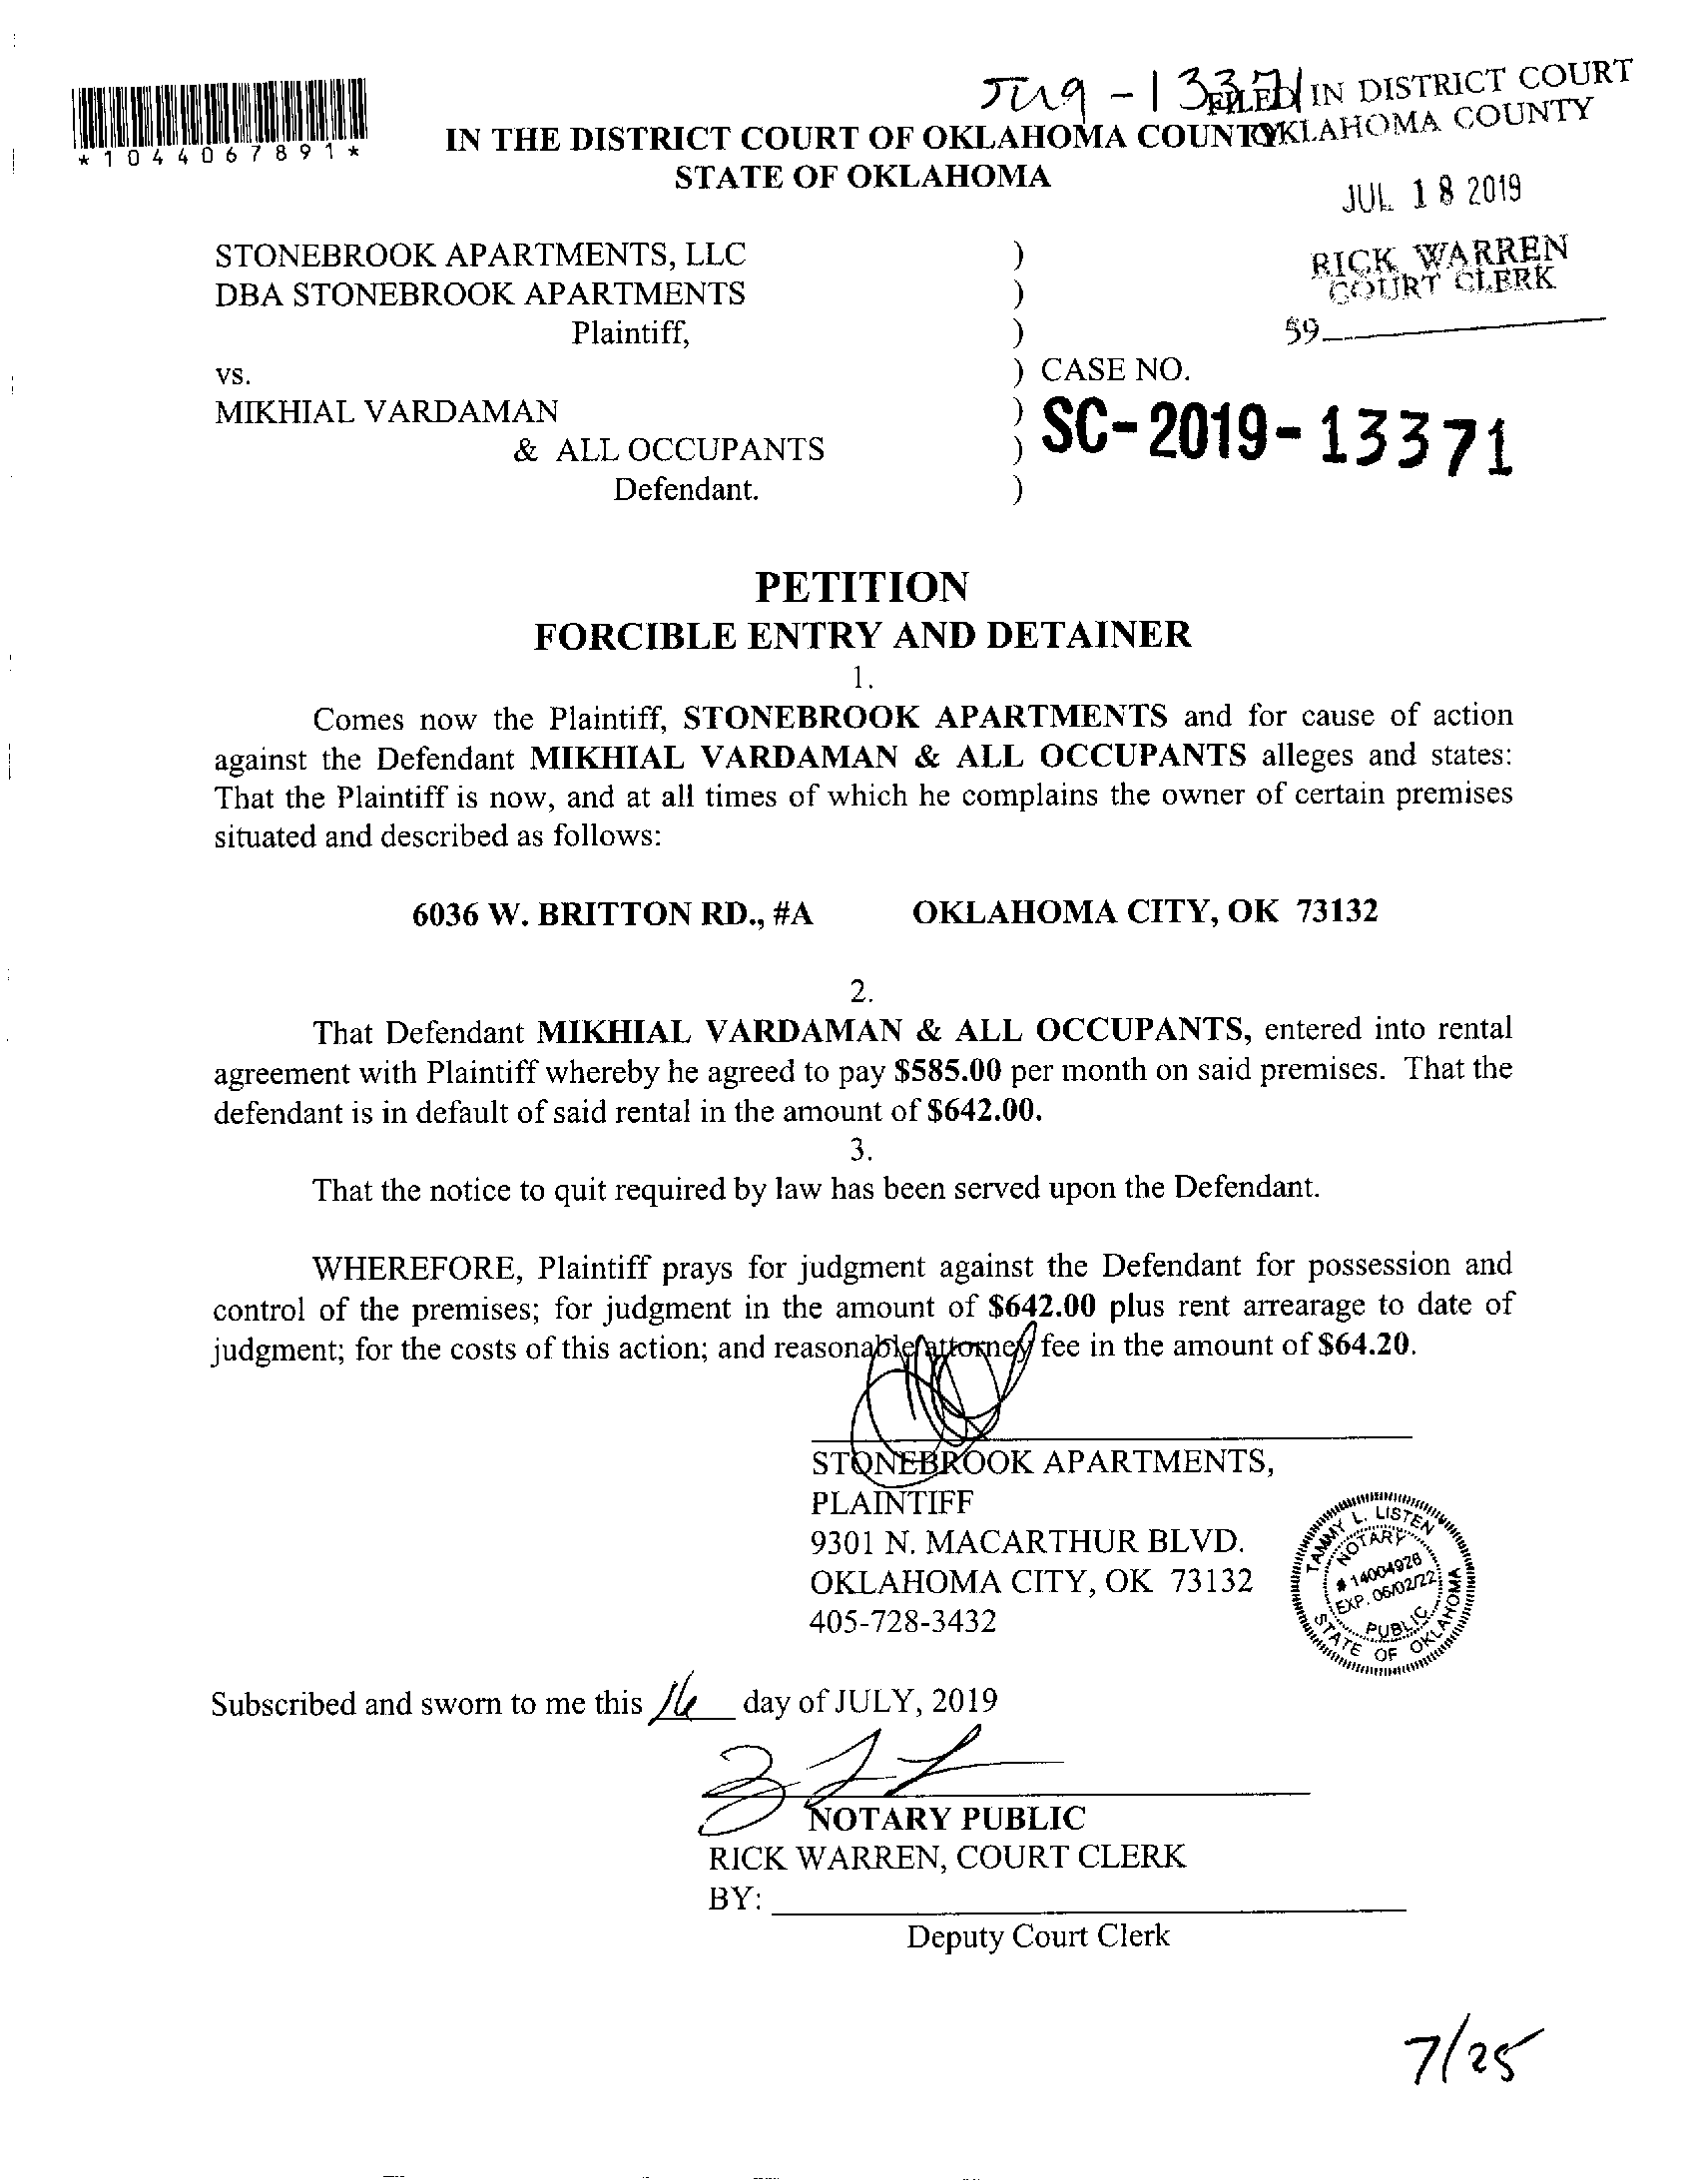 *1044067891*
FILED IN DISTRICT COURT
OKLAHOMA COUNTY
IN THE DISTRICT COURT OF OKLAHOMA COUNTY
STATE OF OKLAHOMA
JUL 18 2019
RICK WARREN
COURT CLERK
59
STONEBROOK APARTMENTS, LLC )
DBA STONEBROOK APARTMENTS )
Plaintiff, )
vs. ) CASE NO.
MIKHIAL VARDAMAN ) SC-2019-13371
& ALL OCCUPANTS )
Defendant. )
PETITION
FORCIBLE ENTRY AND DETAINER
1.
Comes now the Plaintiff, STONEBROOK APARTMENTS and for cause of action
against the Defendant MIKHIAL VARDAMAN & ALL OCCUPANTS alleges and states:
That the Plaintiff is now, and at all times of which he complains the owner of certain premises
situated and described as follows:
6036 W. BRITTON RD., #A OKLAHOMA CITY, OK 73132
2.
That Defendant MIKHIAL VARDAMAN & ALL OCCUPANTS, entered into rental
agreement with Plaintiff whereby he agreed to pay $585.00 per month on said premises. That the
defendant is in default of said rental in the amount of $642.00.
3.
That the notice to quit required by law has been served upon the Defendant.
WHEREFORE, Plaintiff prays for judgment against the Defendant for possession and
control of the premises; for judgment in the amount of $642.00 plus rent arrearage to date of
judgment; for the costs of this action; and reasonable attorney fee in the amount of $64.20.
STONEBROOK APARTMENTS,
PLAINTIFF
9301 N. MACARTHUR BLVD.
OKLAHOMA CITY, OK 73132
405-728-3432
TAMMY L. LISTEN
NOTARY
# 14004926
EXP. 06/02/22
PUBLIC
STATE OF OKLAHOMA
Subscribed and sworn to me this 16 day of JULY, 2019
NOTARY PUBLIC
RICK WARREN, COURT CLERK
BY:
Deputy Court Clerk
7/25